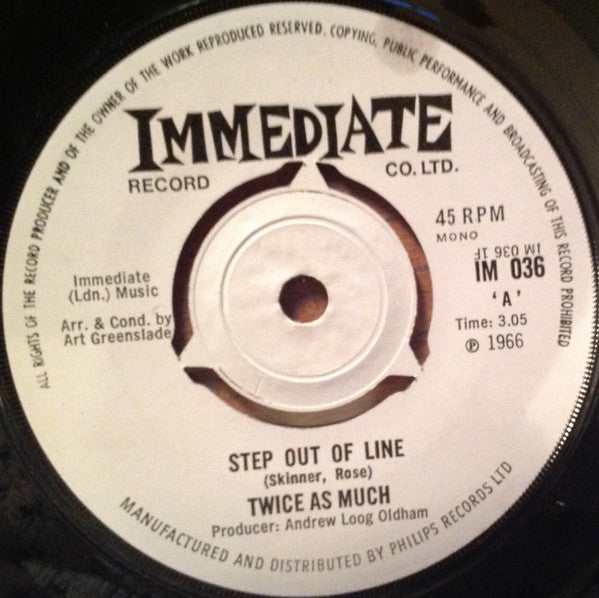 ALL RIGHTS OF THE RECORD PRODUCER AND OF THE OWNER OF THE WORK REPRODUCED RESERVED. COPYING, PUBLIC PERFORMANCE AND BROADCASTING OF THIS RECORD PROHIBITED
IMMEDIATE
RECORD CO. LTD.
45 RPM
MONO
IM 036
1F
IM 036
'A'
Time: 3.05
℗ 1966
Immediate
(Ldn.) Music
Arr. & Cond. by
Art Greenslade
STEP OUT OF LINE
(Skinner, Rose)
TWICE AS MUCH
Producer: Andrew Loog Oldham
MANUFACTURED AND DISTRIBUTED BY PHILIPS RECORDS LTD